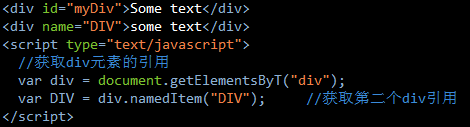 <div id="myDiv">Some text</div>
<div name="DIV">some text</div>
<script type="text/javascript">
//获取div元素的引用
var div = document.getElementsByT("div");
var DIV = div.namedItem("DIV"); //获取第二个div引用
</script>